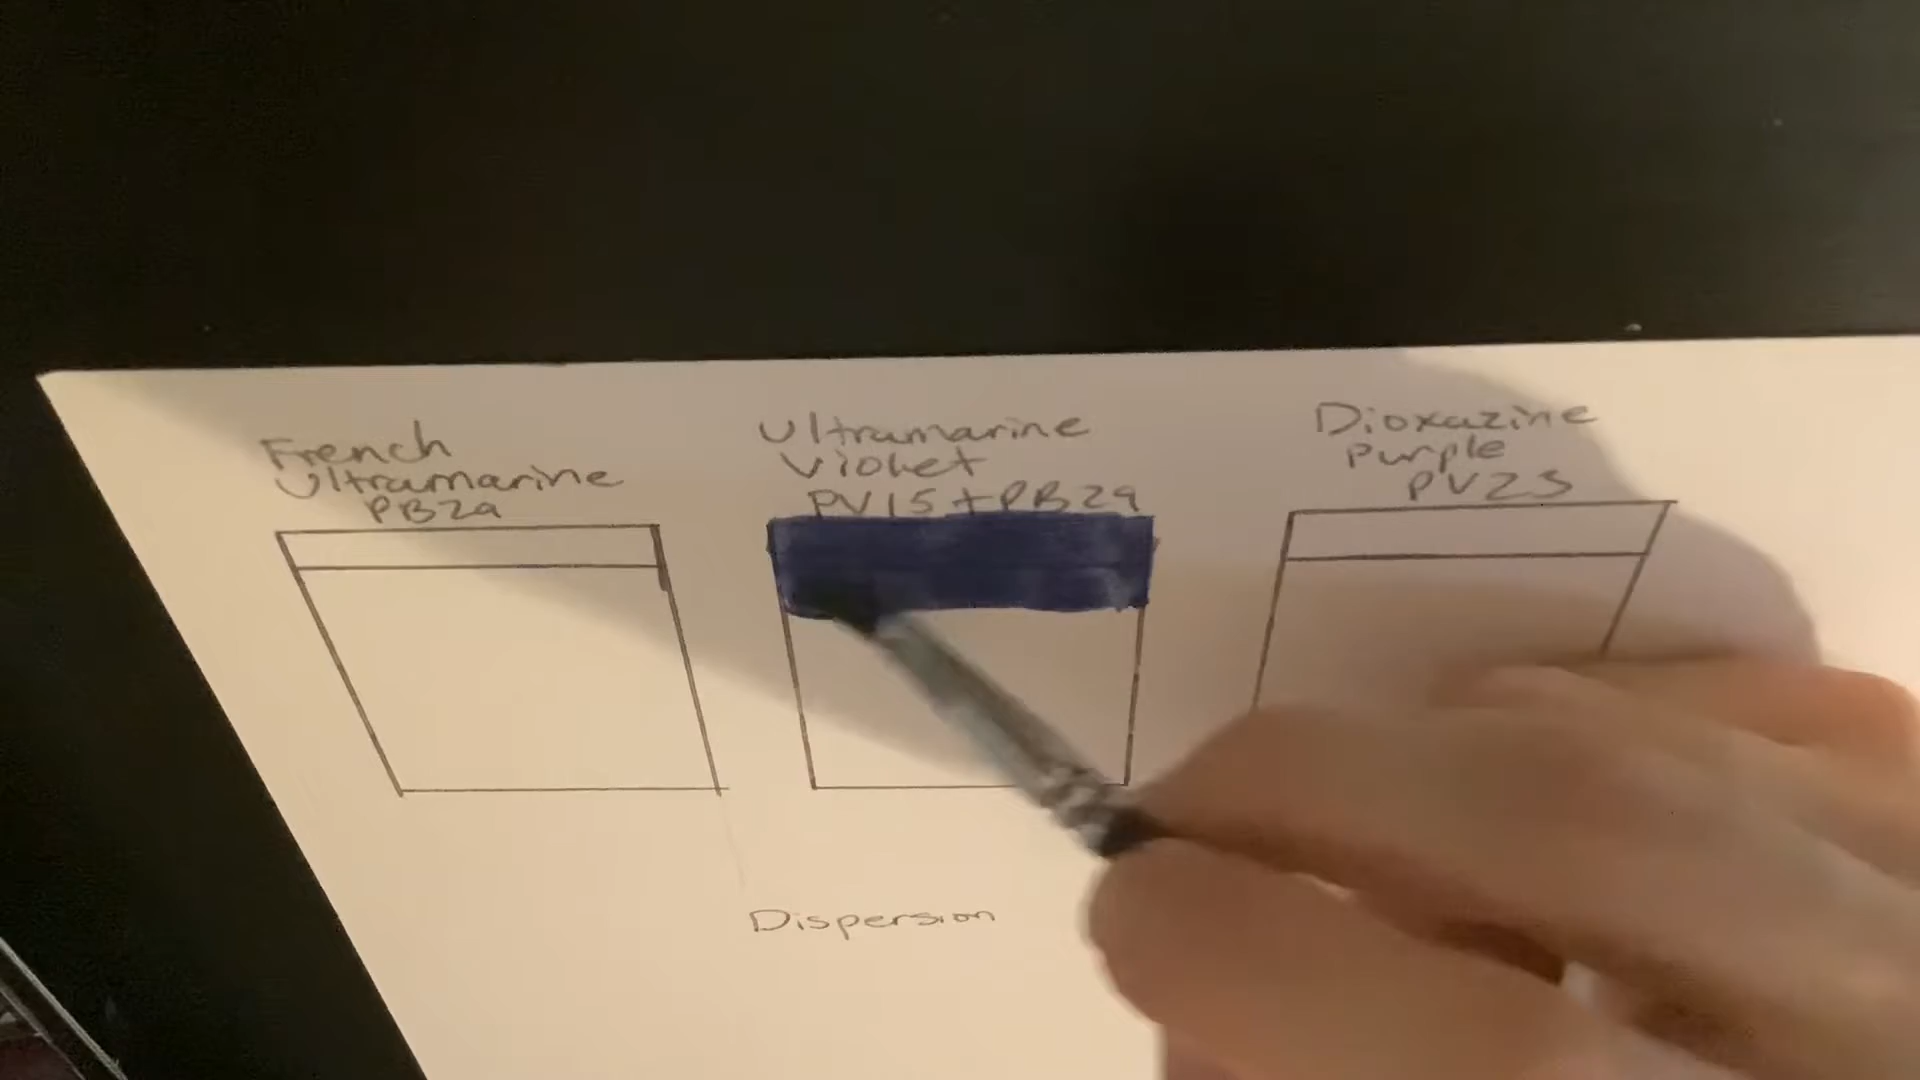 French
Ultramarine
PB29
Ultramarine
Violet
PV15+PB29
Dioxazine
Purple
PV23
Dispersion